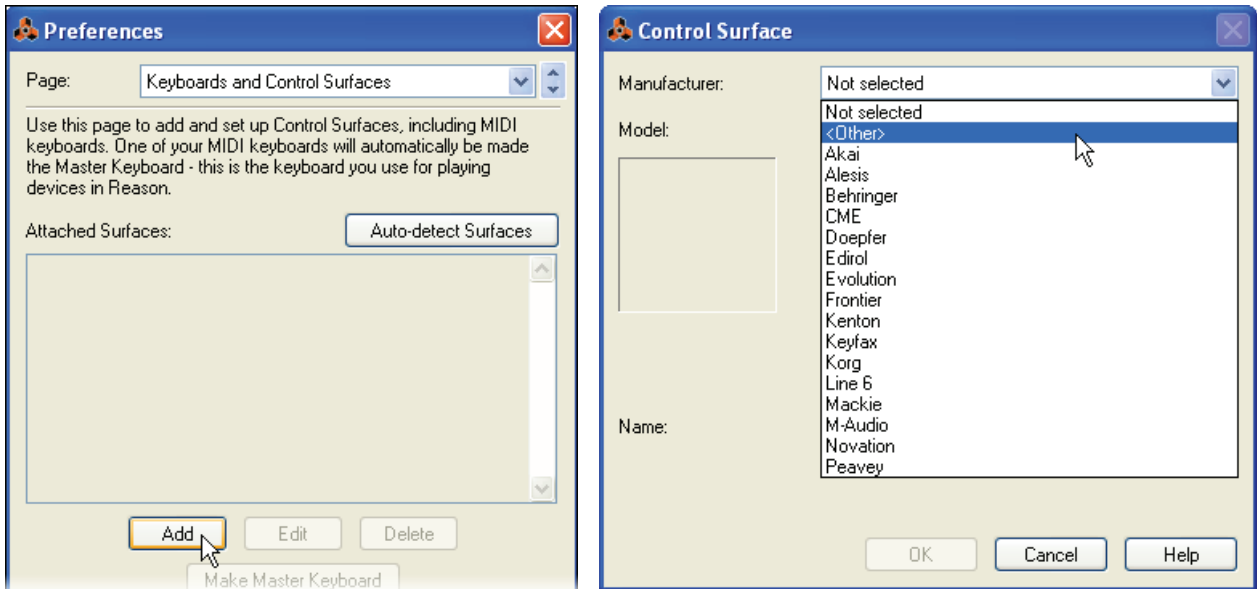 Preferences
Page:
Keyboards and Control Surfaces
Use this page to add and set up Control Surfaces, including MIDI
keyboards. One of your MIDI keyboards will automatically be made
the Master Keyboard - this is the keyboard you use for playing
devices in Reason.
Attached Surfaces:
Auto-detect Surfaces
Add
Edit
Delete
Make Master Keyboard
Control Surface
Manufacturer:
Not selected
Model:
Not selected
<Other>
Akai
Alesis
Behringer
CME
Doepfer
Edirol
Evolution
Frontier
Kenton
Keyfax
Korg
Line 6
Mackie
M-Audio
Novation
Peavey
Name:
OK
Cancel
Help